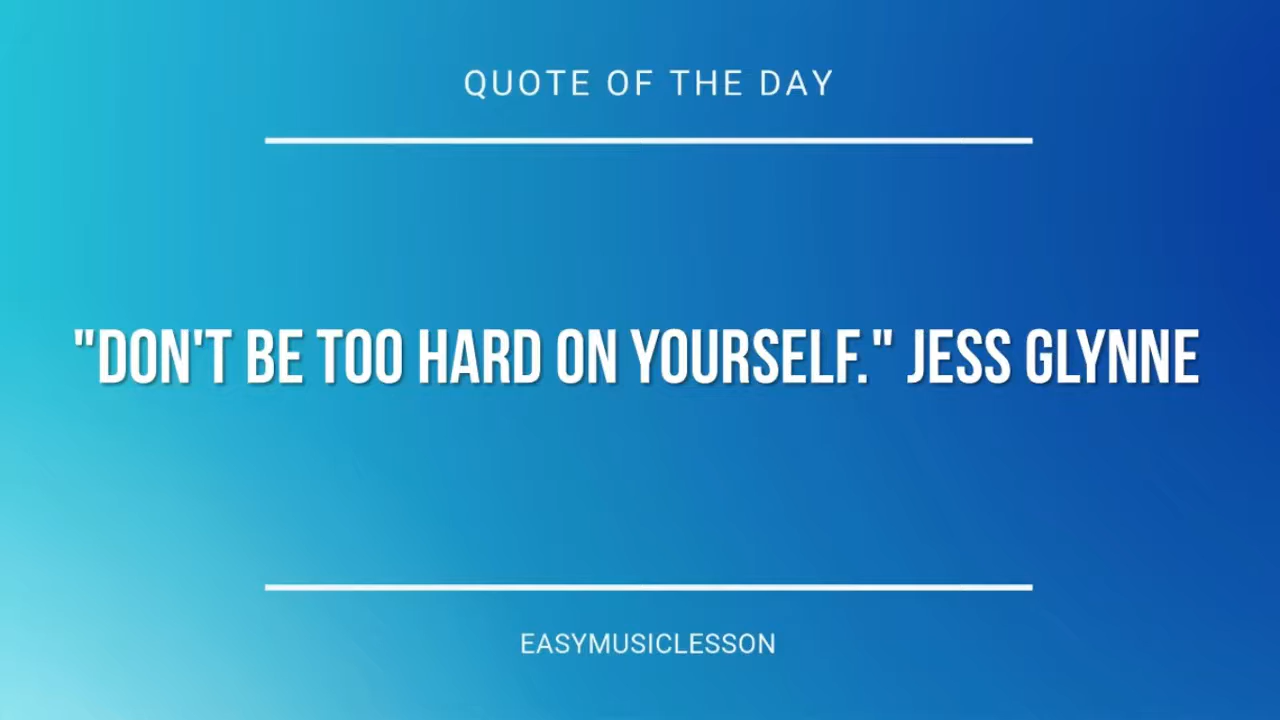 QUOTE OF THE DAY
"DON'T BE TOO HARD ON YOURSELF." JESS GLYNNE
EASYMUSICLESSON